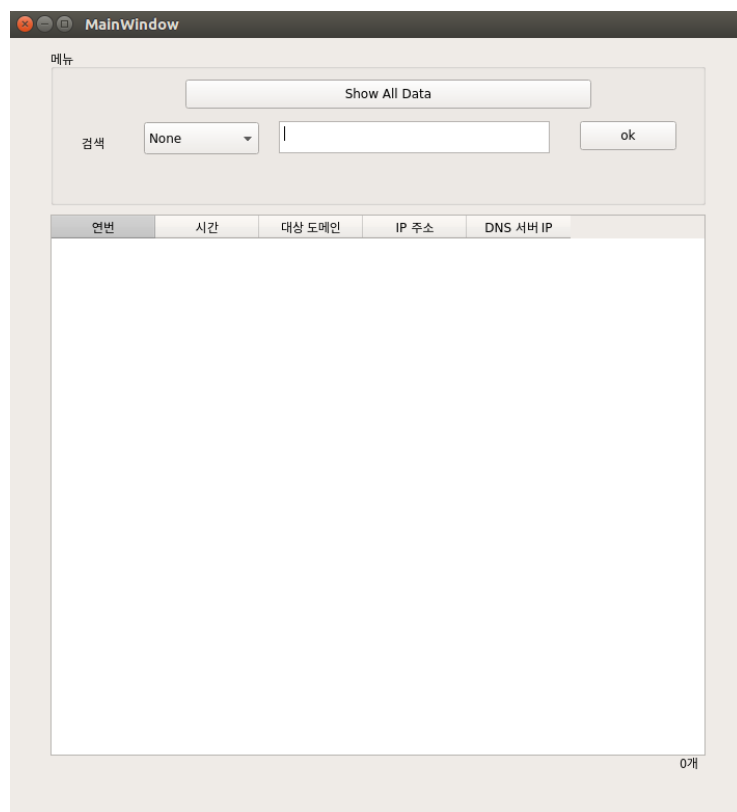 MainWindow
메뉴
Show All Data
검색 None ok
연번 시간 대상 도메인 IP 주소 DNS 서버 IP
0개